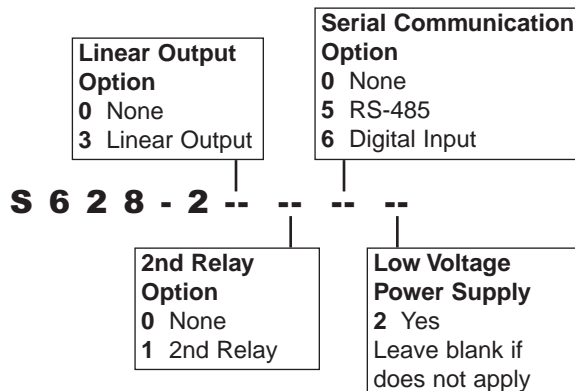 Linear Output
Option
0 None
3 Linear Output
Serial Communication
Option
0 None
5 RS-485
6 Digital Input
S 6 2 8 - 2 -- -- -- --
2nd Relay
Option
0 None
1 2nd Relay
Low Voltage
Power Supply
2 Yes
Leave blank if
does not apply